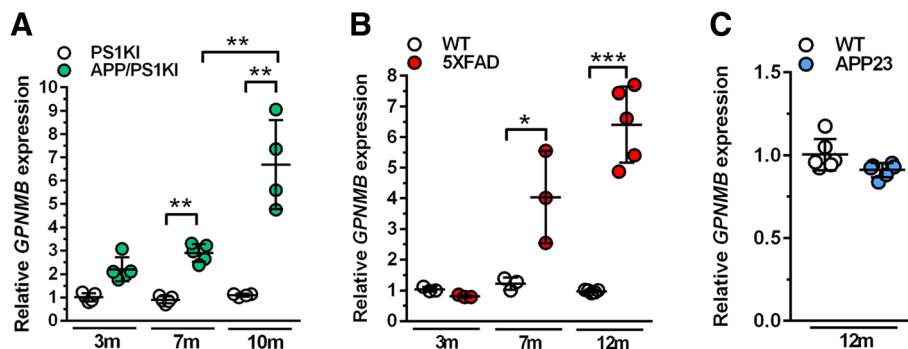 A
PS1KI
APP/PS1KI
Relative GPNMB expression
10
9
8
7
6
5
4
3
2
1
0
**
**
**
3m 7m 10m
B
WT
5XFAD
Relative GPNMB expression
8
7
6
5
4
3
2
1
0
*
***
3m 7m 12m
C
WT
APP23
Relative GPNMB expression
1.5
1.0
0.5
0.0
12m